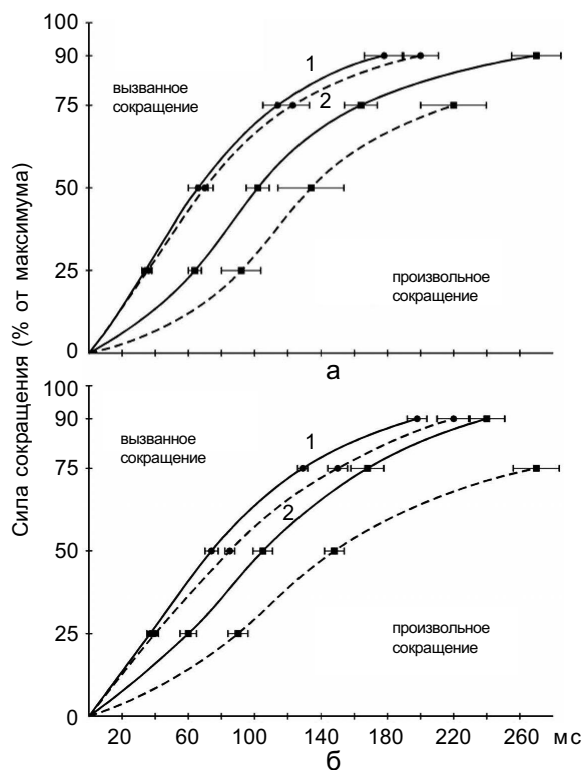 100
90
1
вызванное
сокращение
75
2
50
25
произвольное
сокращение
0
а
Сила сокращения (% от максимума)
100
90
1
вызванное
сокращение
75
2
50
25
произвольное
сокращение
0
20 60 100 140 180 220 260 мс
б